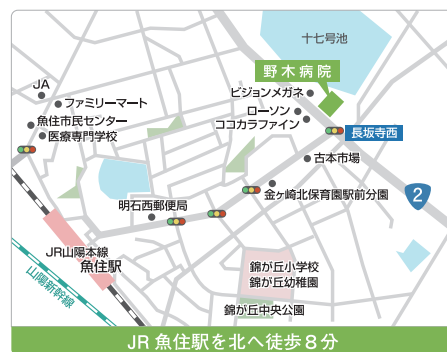 十七号池
野木病院
JA
ビジョンメガネ
ファミリーマート
ローソン
魚住市民センター
ココカラファイン
長坂寺西
医療専門学校
古本市場
金ヶ崎北保育園駅前分園
2
明石西郵便局
JR山陽本線
魚住駅
錦が丘小学校
錦が丘幼稚園
山陽新幹線
錦が丘中央公園
JR 魚住駅を北へ徒歩8分